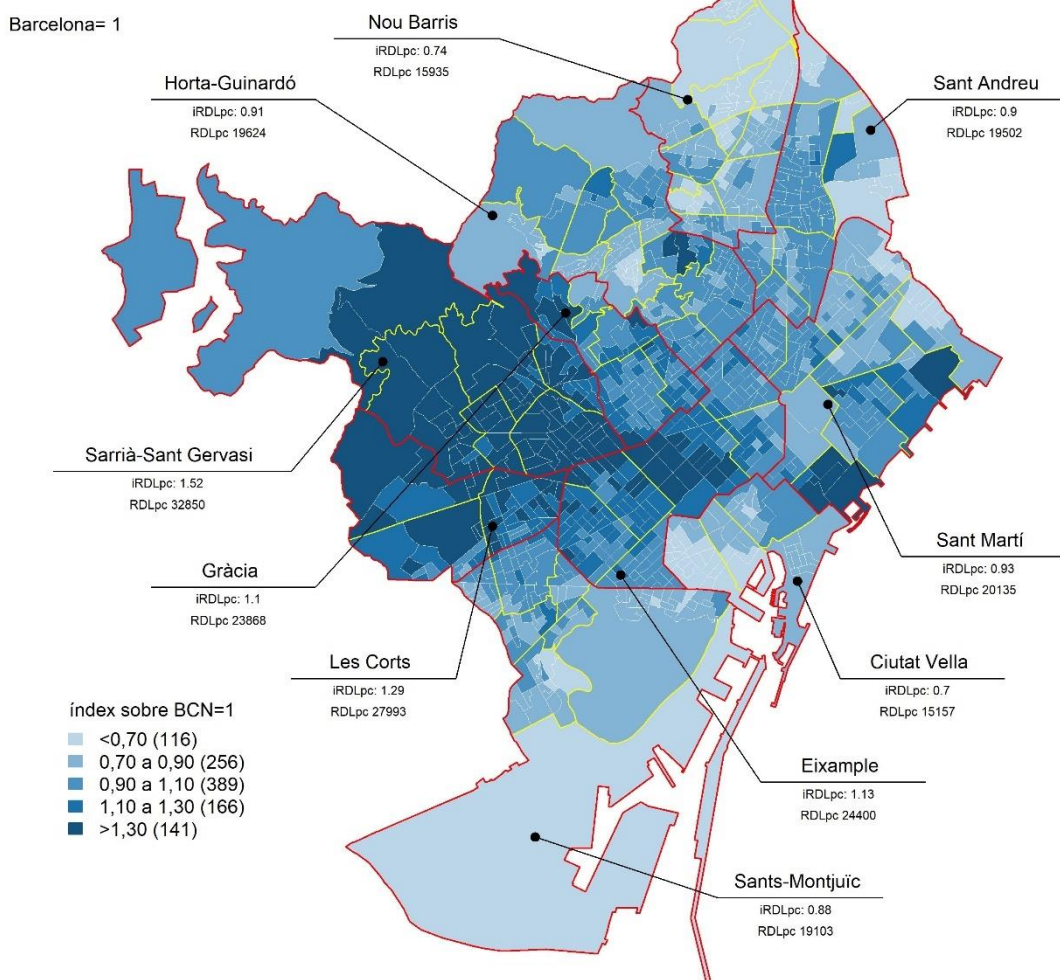 Barcelona= 1
Nou Barris
iRDLpc: 0.74
RDLpc 15935
Horta-Guinardó
iRDLpc: 0.91
RDLpc 19624
Sant Andreu
iRDLpc: 0.9
RDLpc 19502
Sarrià-Sant Gervasi
iRDLpc: 1.52
RDLpc 32850
Gràcia
iRDLpc: 1.1
RDLpc 23868
Sant Martí
iRDLpc: 0.93
RDLpc 20135
Les Corts
iRDLpc: 1.29
RDLpc 27993
Ciutat Vella
iRDLpc: 0.7
RDLpc 15157
índex sobre BCN=1
<0,70 (116)
0,70 a 0,90 (256)
0,90 a 1,10 (389)
1,10 a 1,30 (166)
>1,30 (141)
Eixample
iRDLpc: 1.13
RDLpc 24400
Sants-Montjuïc
iRDLpc: 0.88
RDLpc 19103